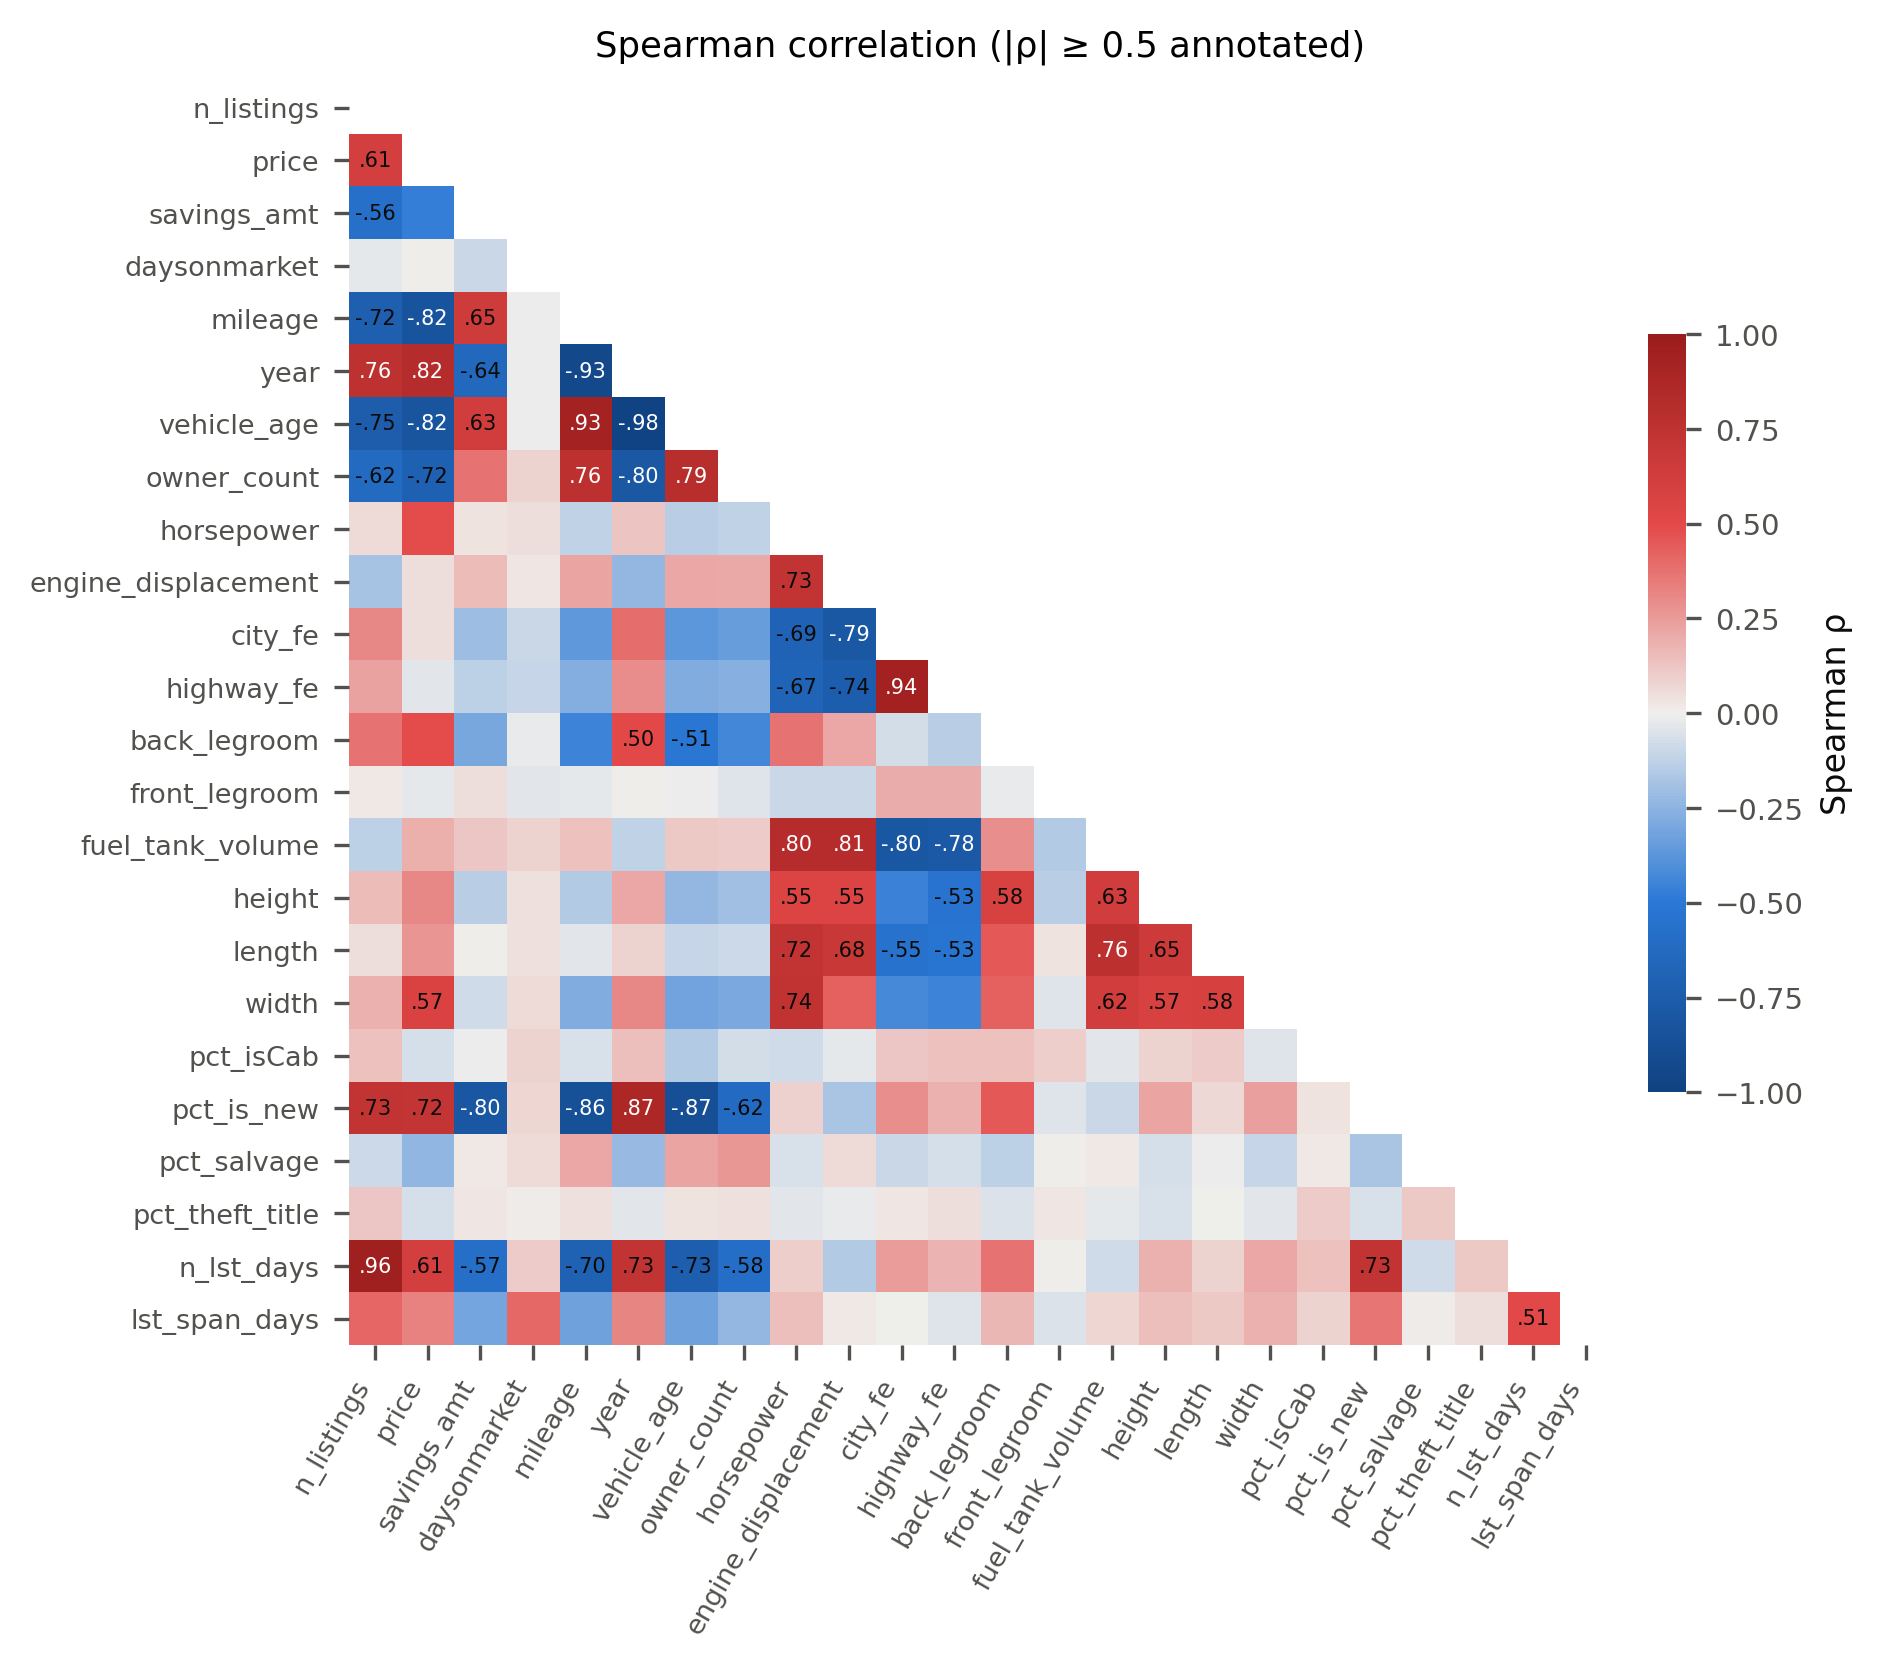 Spearman correlation (|ρ| ≥ 0.5 annotated)
n_listings
price .61
savings_amt -.56
daysonmarket
mileage -.72 -.82 .65
year .76 .82 -.64 -.93
vehicle_age -.75 -.82 .63 .93 -.98
owner_count -.62 -.72 .76 -.80 .79
horsepower
engine_displacement .73
city_fe -.69 -.79
highway_fe -.67 -.74 .94
back_legroom .50 -.51
front_legroom
fuel_tank_volume .80 .81 -.80 -.78
height .55 .55 -.53 .58 .63
length .72 .68 -.55 -.53 .76 .65
width .57 .74 .62 .57 .58
pct_isCab
pct_is_new .73 .72 -.80 -.86 .87 -.87 -.62
pct_salvage
pct_theft_title
n_lst_days .96 .61 -.57 -.70 .73 -.73 -.58 .73
lst_span_days .51
n_listings
price
savings_amt
daysonmarket
mileage
year
vehicle_age
owner_count
horsepower
engine_displacement
city_fe
highway_fe
back_legroom
front_legroom
fuel_tank_volume
height
length
width
pct_isCab
pct_is_new
pct_salvage
pct_theft_title
n_lst_days
lst_span_days
1.00
0.75
0.50
0.25
0.00
−0.25
−0.50
−0.75
−1.00
Spearman ρ